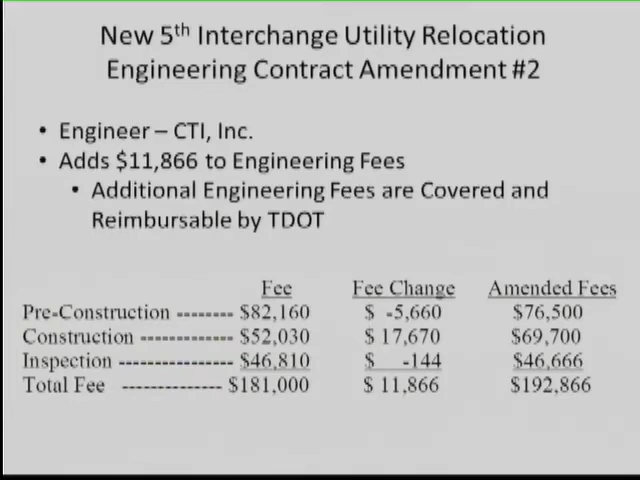 New 5th Interchange Utility Relocation
Engineering Contract Amendment #2
• Engineer – CTI, Inc.
• Adds $11,866 to Engineering Fees
• Additional Engineering Fees are Covered and
Reimbursable by TDOT
Fee Fee Change Amended Fees
Pre-Construction -------- $82,160 $ -5,660 $76,500
Construction ------------- $52,030 $ 17,670 $69,700
Inspection ---------------- $46,810 $ -144 $46,666
Total Fee -------------- $181,000 $ 11,866 $192,866